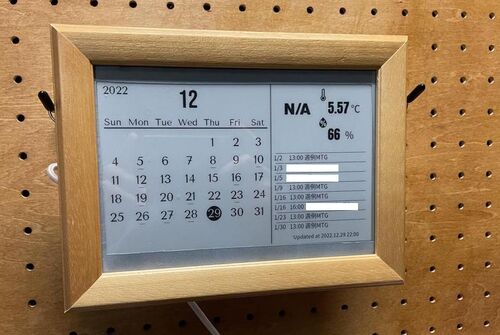 2022
12
Sun Mon Tue Wed Thu Fri Sat
1 2 3
4 5 6 7 8 9 10
11 12 13 14 15 16 17
18 19 20 21 22 23 24
25 26 27 28 29 30 31
N/A 5.57 ℃
66 %
1/2 13:00 週例MTG
1/3
1/5
1/9 13:00 週例MTG
1/16 13:00 週例MTG
1/16 16:00
1/23 13:00 週例MTG
1/30 13:00 週例MTG
Updated at 2022.12.29 22:00